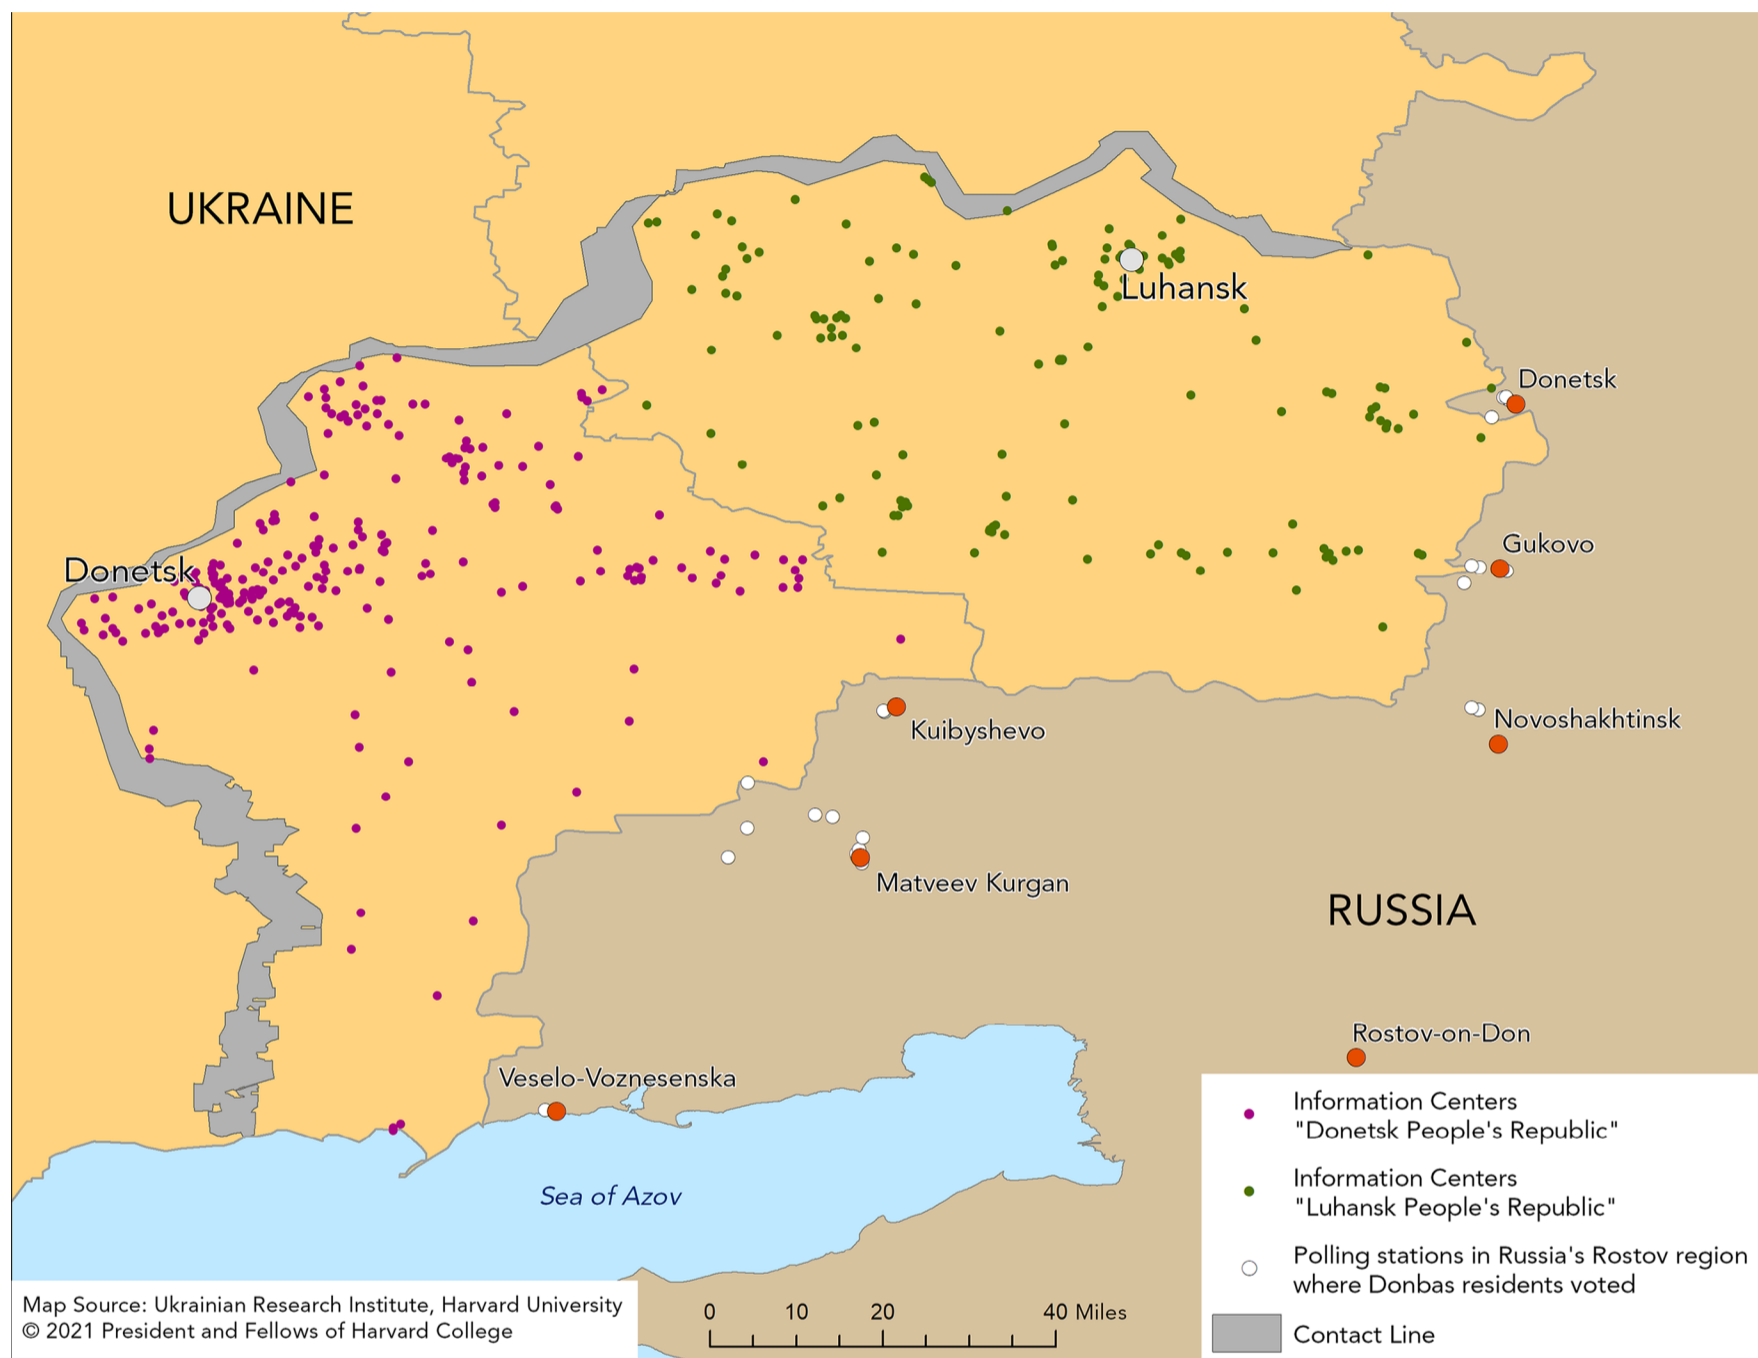 UKRAINE
Luhansk
Donetsk
Gukovo
Donetsk
Novoshakhtinsk
Kuibyshevo
Matveev Kurgan
RUSSIA
Rostov-on-Don
Veselo-Voznesenska
Sea of Azov
Information Centers
"Donetsk People's Republic"
Information Centers
"Luhansk People's Republic"
Polling stations in Russia's Rostov region
where Donbas residents voted
Contact Line
Map Source: Ukrainian Research Institute, Harvard University
© 2021 President and Fellows of Harvard College
0 10 20 40 Miles